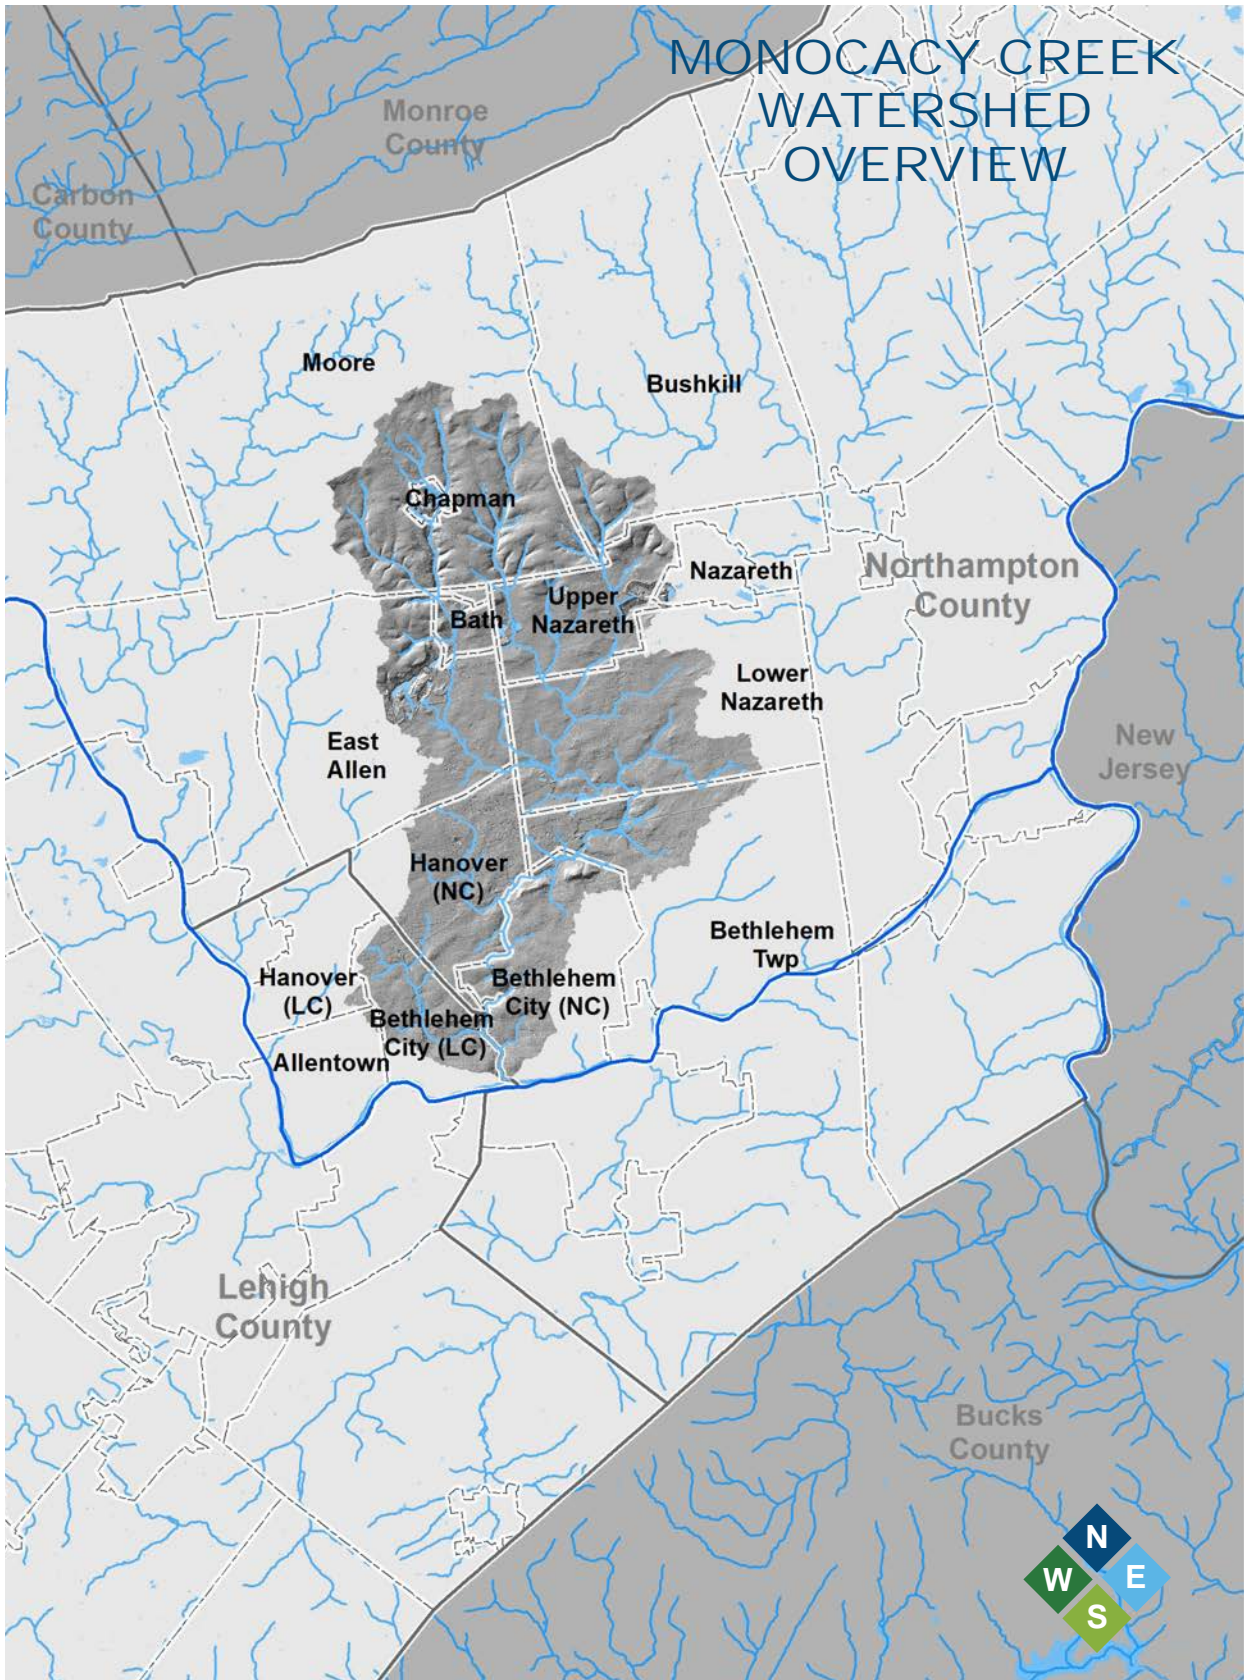 MONOCACY CREEK
WATERSHED
OVERVIEW
Monroe
County
Carbon
County
Moore
Bushkill
Chapman
Nazareth
Northampton
County
Upper
Nazareth
Bath
Lower
Nazareth
East
Allen
New
Jersey
Hanover
(NC)
Bethlehem
Twp
Hanover
(LC)
Bethlehem
City (NC)
Bethlehem
City (LC)
Allentown
Lehigh
County
Bucks
County
N
W
E
S